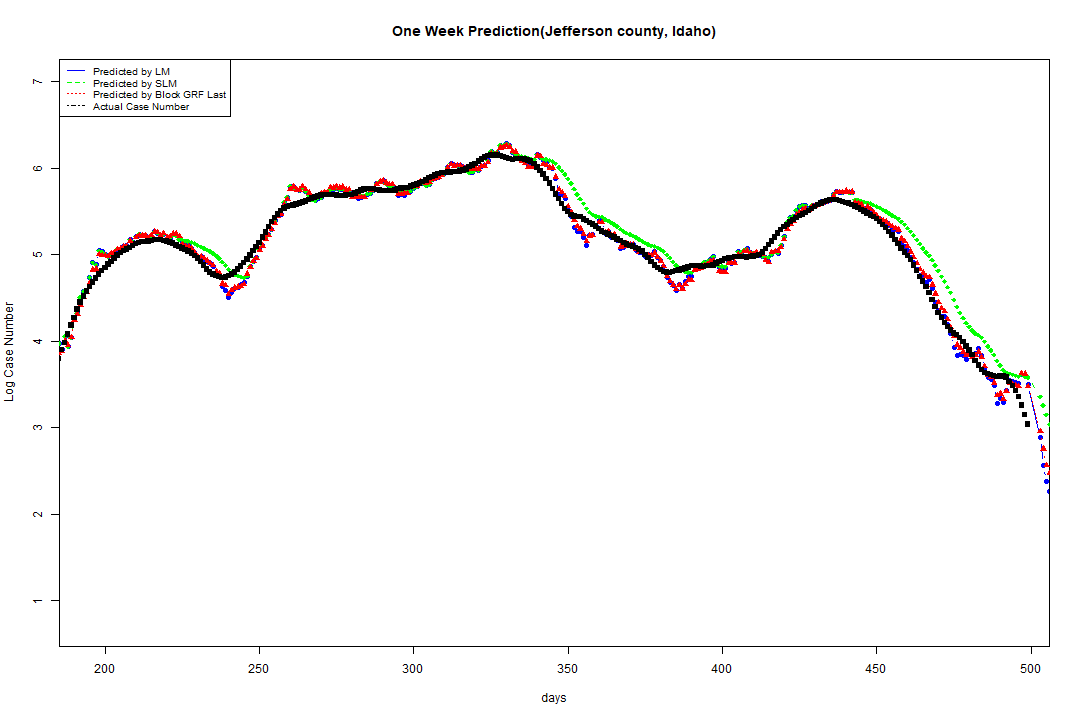 One Week Prediction(Jefferson county, Idaho)
Predicted by LM
Predicted by SLM
Predicted by Block GRF Last
Actual Case Number
7
6
5
4
3
2
1
Log Case Number
200 250 300 350 400 450 500
days